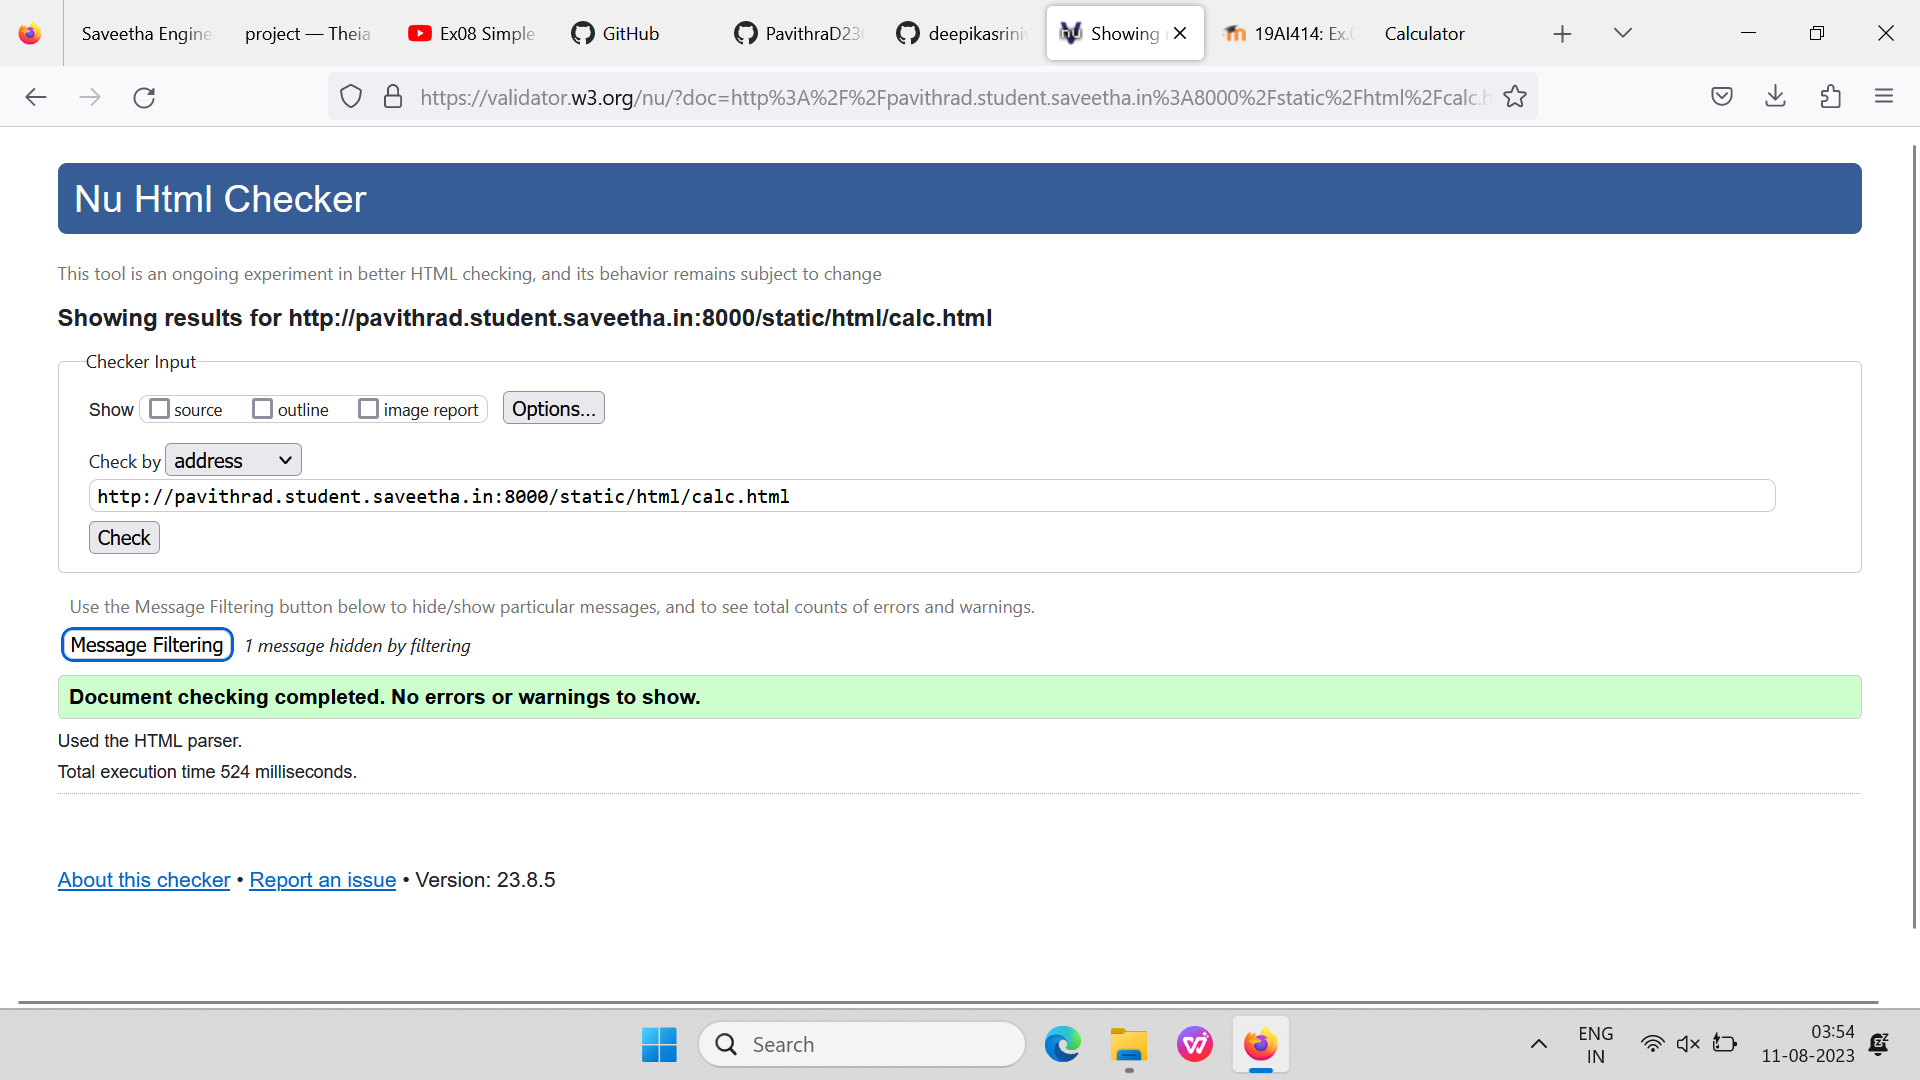 Saveetha Engine
project — Theia
Ex08 Simple
GitHub
PavithraD23
deepikasriniv
Showing
19AI414: Ex.
Calculator
https://validator.w3.org/nu/?doc=http%3A%2F%2Fpavithrad.student.saveetha.in%3A8000%2Fstatic%2Fhtml%2Fcalc.h
Nu Html Checker
This tool is an ongoing experiment in better HTML checking, and its behavior remains subject to change
Showing results for http://pavithrad.student.saveetha.in:8000/static/html/calc.html
Checker Input
Show source outline image report Options...
Check by address
http://pavithrad.student.saveetha.in:8000/static/html/calc.html
Check
Use the Message Filtering button below to hide/show particular messages, and to see total counts of errors and warnings.
Message Filtering 1 message hidden by filtering
Document checking completed. No errors or warnings to show.
Used the HTML parser.
Total execution time 524 milliseconds.
About this checker • Report an issue • Version: 23.8.5
Search
ENG
IN
03:54
11-08-2023